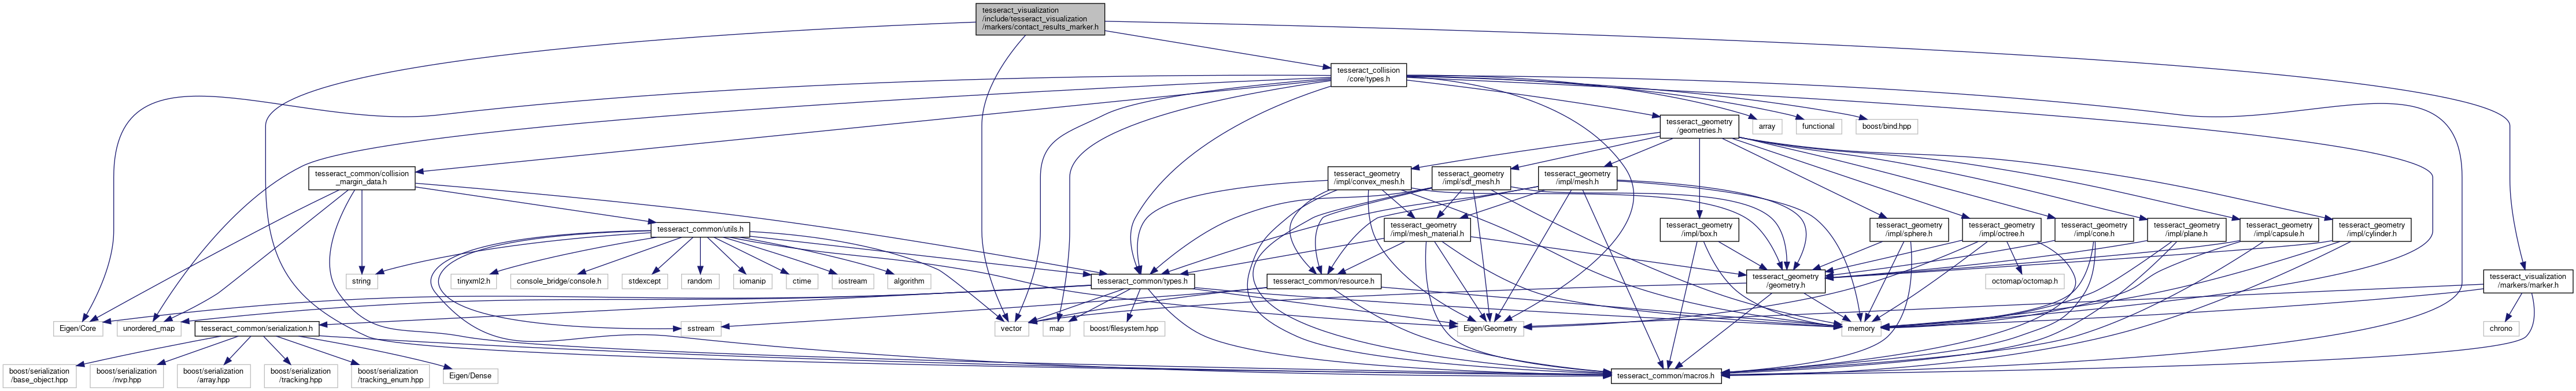 tesseract_visualization
/include/tesseract_visualization
/markers/contact_results_marker.h
tesseract_collision
/core/types.h
tesseract_geometry
/geometries.h
array
functional
boost/bind.hpp
tesseract_common/collision
_margin_data.h
tesseract_geometry
/impl/convex_mesh.h
tesseract_geometry
/impl/sdf_mesh.h
tesseract_geometry
/impl/mesh.h
tesseract_common/utils.h
tesseract_geometry
/impl/mesh_material.h
tesseract_geometry
/impl/box.h
tesseract_geometry
/impl/sphere.h
tesseract_geometry
/impl/octree.h
tesseract_geometry
/impl/cone.h
tesseract_geometry
/impl/plane.h
tesseract_geometry
/impl/capsule.h
tesseract_geometry
/impl/cylinder.h
string
tinyxml2.h
console_bridge/console.h
stdexcept
random
iomanip
ctime
iostream
algorithm
tesseract_common/types.h
tesseract_common/resource.h
tesseract_geometry
/geometry.h
octomap/octomap.h
tesseract_visualization
/markers/marker.h
Eigen/Core
unordered_map
tesseract_common/serialization.h
sstream
vector
map
boost/filesystem.hpp
Eigen/Geometry
memory
chrono
boost/serialization
/base_object.hpp
boost/serialization
/nvp.hpp
boost/serialization
/array.hpp
boost/serialization
/tracking.hpp
boost/serialization
/tracking_enum.hpp
Eigen/Dense
tesseract_common/macros.h